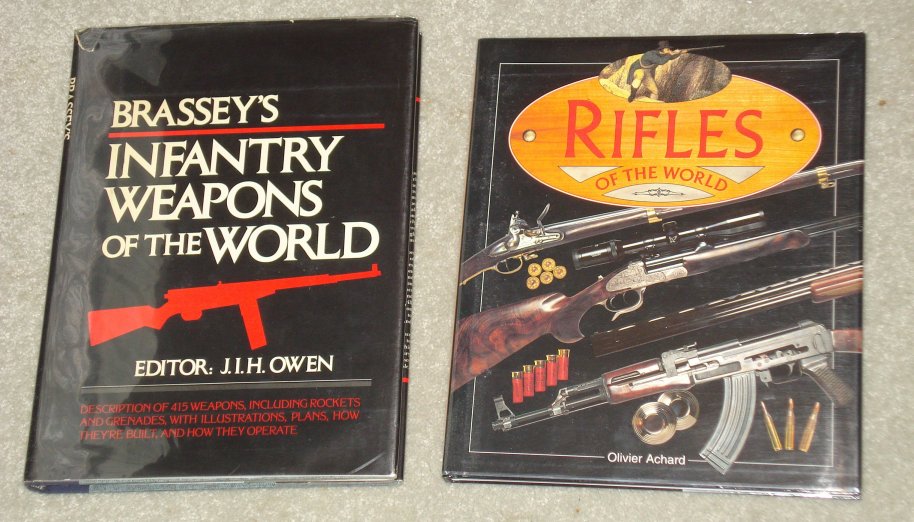 BRASSEY'S
BRASSEY'S
INFANTRY
WEAPONS
OF THE WORLD
EDITOR: J.I.H. OWEN
DESCRIPTION OF 415 WEAPONS, INCLUDING ROCKETS
AND GRENADES, WITH ILLUSTRATIONS, PLANS, HOW
THEY'RE BUILT, AND HOW THEY OPERATE
RIFLES
OF THE WORLD
Olivier Achard